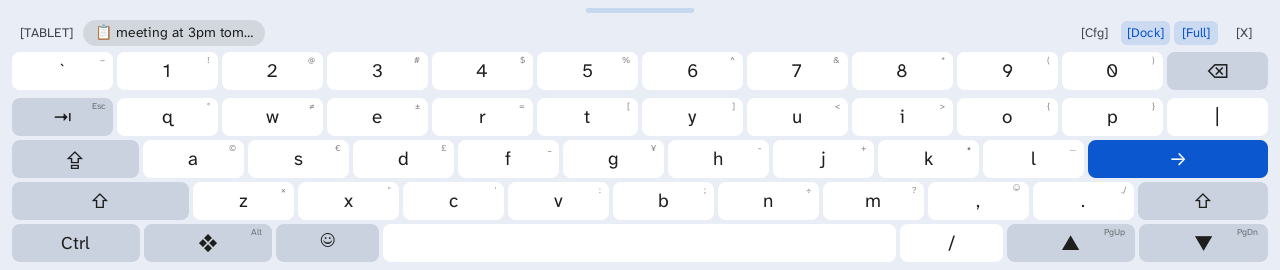 [TABLET] 📋 meeting at 3pm tom... [Cfg] [Dock] [Full] [X]
` ~ 1 ! 2 @ 3 # 4 $ 5 % 6 ^ 7 & 8 * 9 ( 0 )
Esc q ° w ≠ e ± r = t [ y ] u < i > o { p } |
a © s € d £ f _ g ¥ h - j + k • l …
z × x " c ' v : b ; n ÷ m ? , ☺ . ./
Ctrl Alt ☺ / ▲ PgUp ▼ PgDn